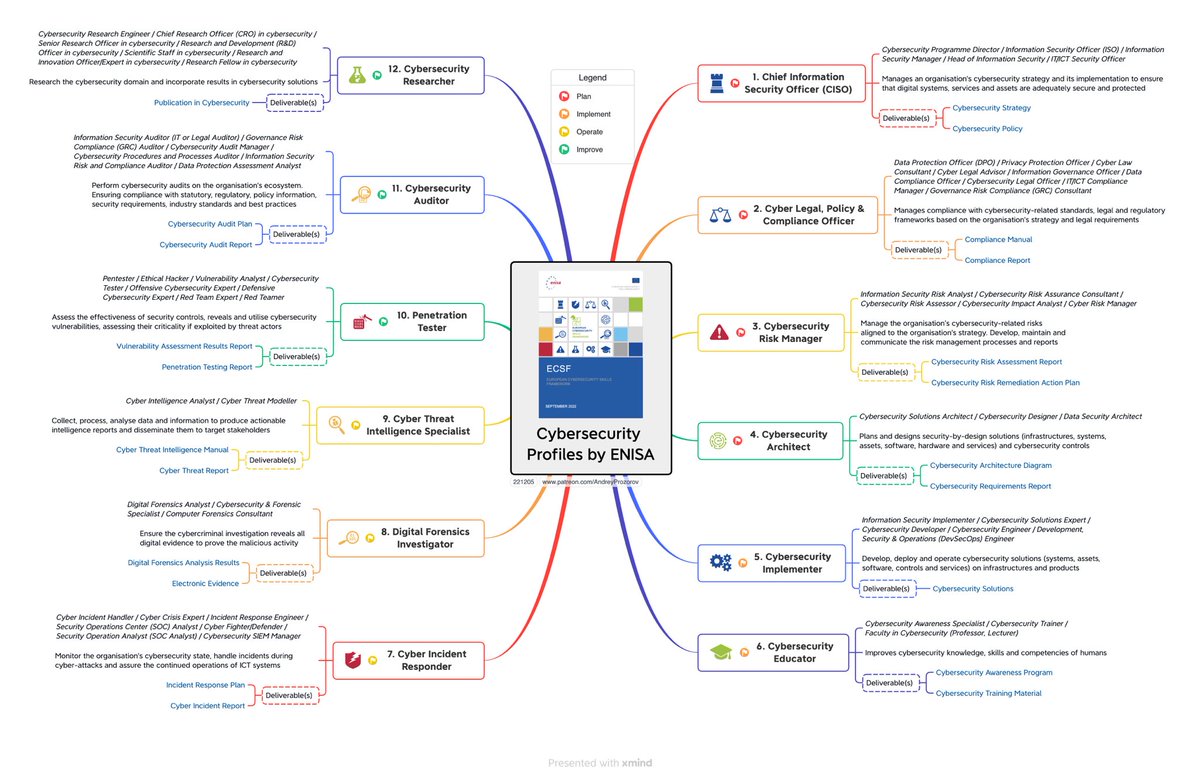 Cybersecurity Research Engineer / Chief Research Officer (CRO) in cybersecurity /
Senior Research Officer in cybersecurity / Research and Development (R&D)
Officer in cybersecurity / Scientific Staff in cybersecurity / Research and
Innovation Officer/Expert in cybersecurity / Research Fellow in cybersecurity
Research the cybersecurity domain and incorporate results in cybersecurity solutions
Publication in Cybersecurity
Deliverable(s)
12. Cybersecurity
Researcher
Information Security Auditor (IT or Legal Auditor) / Governance Risk
Compliance (GRC) Auditor / Cybersecurity Audit Manager /
Cybersecurity Procedures and Processes Auditor / Information Security
Risk and Compliance Auditor / Data Protection Assessment Analyst
Perform cybersecurity audits on the organisation's ecosystem.
Ensuring compliance with statutory, regulatory, policy information,
security requirements, industry standards and best practices
Cybersecurity Audit Plan
Cybersecurity Audit Report
Deliverable(s)
11. Cybersecurity
Auditor
Pentester / Ethical Hacker / Vulnerability Analyst / Cybersecurity
Tester / Offensive Cybersecurity Expert / Defensive
Cybersecurity Expert / Red Team Expert / Red Teamer
Assess the effectiveness of security controls, reveals and utilise cybersecurity
vulnerabilities, assessing their criticality if exploited by threat actors
Vulnerability Assessment Results Report
Penetration Testing Report
Deliverable(s)
10. Penetration
Tester
Cyber Intelligence Analyst / Cyber Threat Modeller
Collect, process, analyse data and information to produce actionable
intelligence reports and disseminate them to target stakeholders
Cyber Threat Intelligence Manual
Cyber Threat Report
Deliverable(s)
9. Cyber Threat
Intelligence Specialist
Digital Forensics Analyst / Cybersecurity & Forensic
Specialist / Computer Forensics Consultant
Ensure the cybercriminal investigation reveals all
digital evidence to prove the malicious activity
Digital Forensics Analysis Results
Electronic Evidence
Deliverable(s)
8. Digital Forensics
Investigator
Cyber Incident Handler / Cyber Crisis Expert / Incident Response Engineer /
Security Operations Center (SOC) Analyst / Cyber Fighter/Defender /
Security Operation Analyst (SOC Analyst) / Cybersecurity SIEM Manager
Monitor the organisation's cybersecurity state, handle incidents during
cyber-attacks and assure the continued operations of ICT systems
Incident Response Plan
Cyber Incident Report
Deliverable(s)
7. Cyber Incident
Responder
Legend
Plan
Implement
Operate
Improve
enisa
ECSF
EUROPEAN CYBERSECURITY SKILLS
FRAMEWORK
SEPTEMBER 2022
Cybersecurity
Profiles by ENISA
221205 www.patreon.com/AndreyProzorov
1. Chief Information
Security Officer (CISO)
Cybersecurity Programme Director / Information Security Officer (ISO) / Information
Security Manager / Head of Information Security / IT/ICT Security Officer
Manages an organisation's cybersecurity strategy and its implementation to ensure
that digital systems, services and assets are adequately secure and protected
Deliverable(s)
Cybersecurity Strategy
Cybersecurity Policy
2. Cyber Legal, Policy &
Compliance Officer
Data Protection Officer (DPO) / Privacy Protection Officer / Cyber Law
Consultant / Cyber Legal Advisor / Information Governance Officer / Data
Compliance Officer / Cybersecurity Legal Officer / IT/ICT Compliance
Manager / Governance Risk Compliance (GRC) Consultant
Manages compliance with cybersecurity-related standards, legal and regulatory
frameworks based on the organisation's strategy and legal requirements
Deliverable(s)
Compliance Manual
Compliance Report
3. Cybersecurity
Risk Manager
Information Security Risk Analyst / Cybersecurity Risk Assurance Consultant /
Cybersecurity Risk Assessor / Cybersecurity Impact Analyst / Cyber Risk Manager
Manage the organisation's cybersecurity-related risks
aligned to the organisation's strategy. Develop, maintain and
communicate the risk management processes and reports
Deliverable(s)
Cybersecurity Risk Assessment Report
Cybersecurity Risk Remediation Action Plan
4. Cybersecurity
Architect
Cybersecurity Solutions Architect / Cybersecurity Designer / Data Security Architect
Plans and designs security-by-design solutions (infrastructures, systems,
assets, software, hardware and services) and cybersecurity controls
Deliverable(s)
Cybersecurity Architecture Diagram
Cybersecurity Requirements Report
5. Cybersecurity
Implementer
Information Security Implementer / Cybersecurity Solutions Expert /
Cybersecurity Developer / Cybersecurity Engineer / Development,
Security & Operations (DevSecOps) Engineer
Develop, deploy and operate cybersecurity solutions (systems, assets,
software, controls and services) on infrastructures and products
Deliverable(s)
Cybersecurity Solutions
6. Cybersecurity
Educator
Cybersecurity Awareness Specialist / Cybersecurity Trainer /
Faculty in Cybersecurity (Professor, Lecturer)
Improves cybersecurity knowledge, skills and competencies of humans
Deliverable(s)
Cybersecurity Awareness Program
Cybersecurity Training Material
Presented with xmind